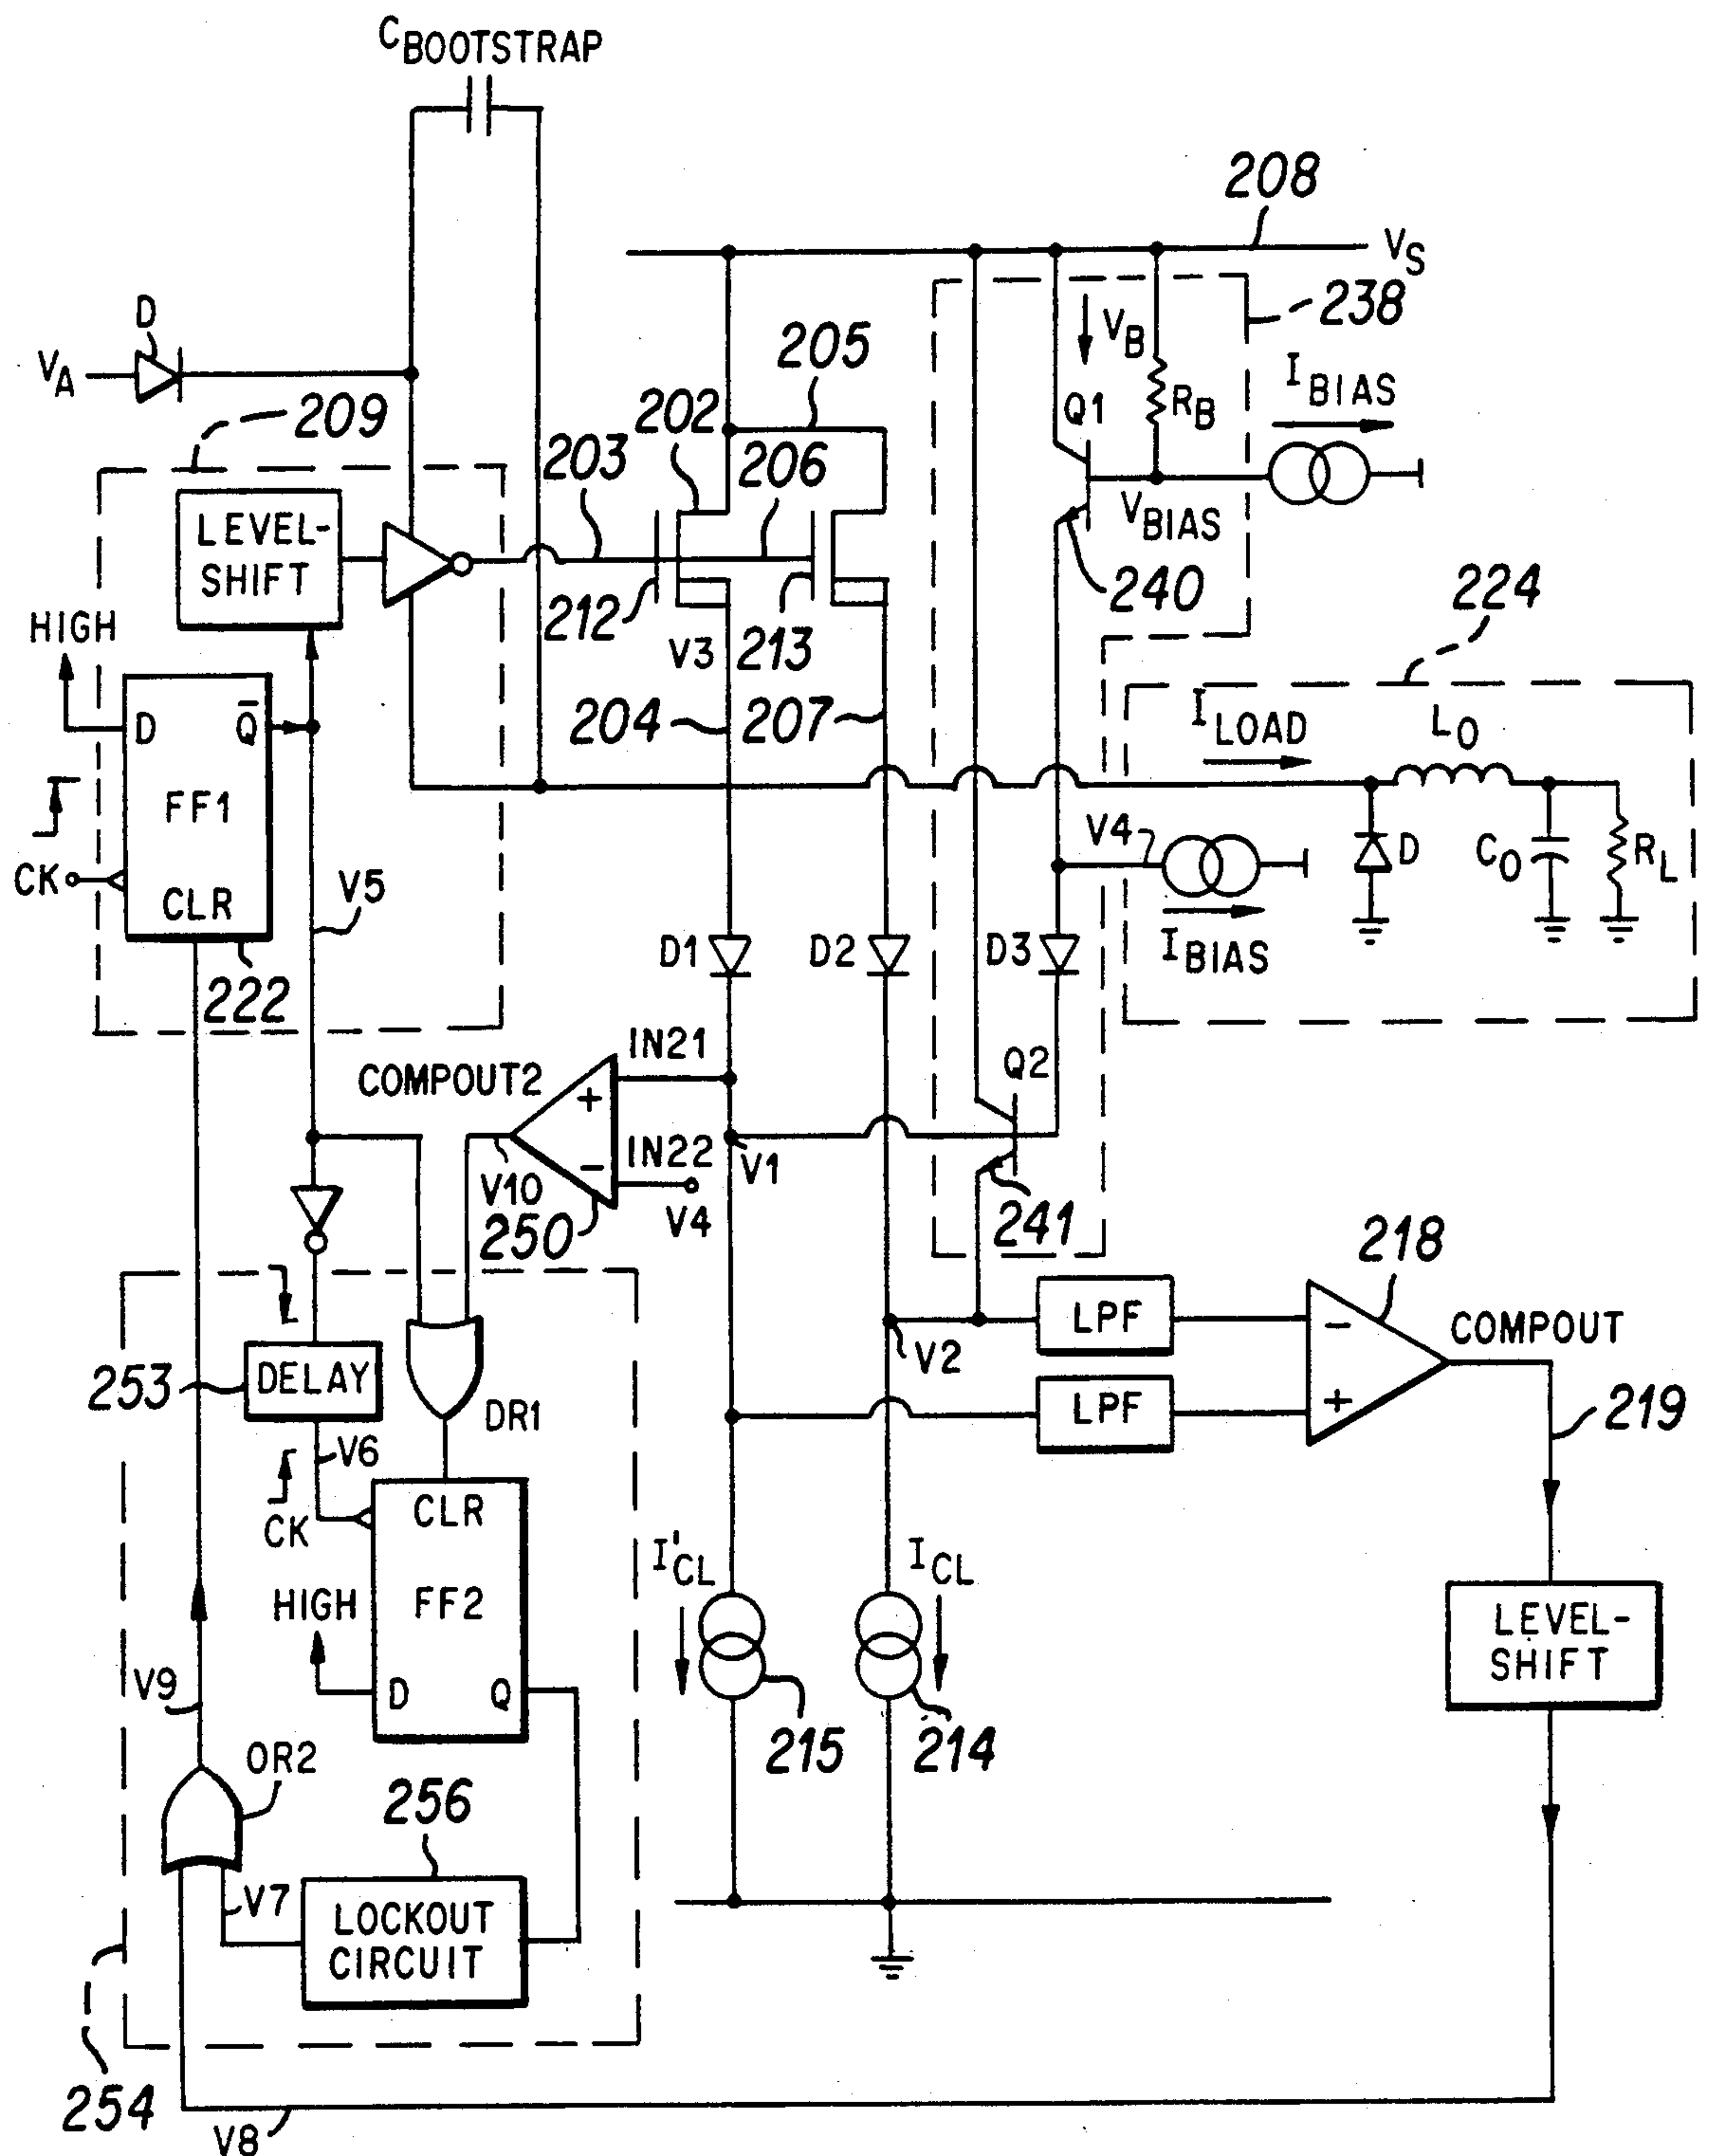 CBOOTSTRAP
208
VS
238
D
VA
VB
205
IBIAS
209
202
Q1
RB
203
206
LEVEL-
SHIFT
VBIAS
240
224
HIGH
212
V3
213
D
Q̅
204
207
ILOAD
LO
FF1
V4
D
CO
RL
CK
CLR
V5
D1
D2
D3
IBIAS
222
IN21
Q2
COMPOUT2
+
IN22
−
V10
V1
250
V4
241
218
LPF
−
COMPOUT
V2
253
DELAY
DR1
LPF
+
219
V6
CK
CLR
I'CL
ICL
HIGH
FF2
LEVEL-
SHIFT
V9
D
Q
215
214
OR2
256
V7
LOCKOUT
CIRCUIT
254
V8